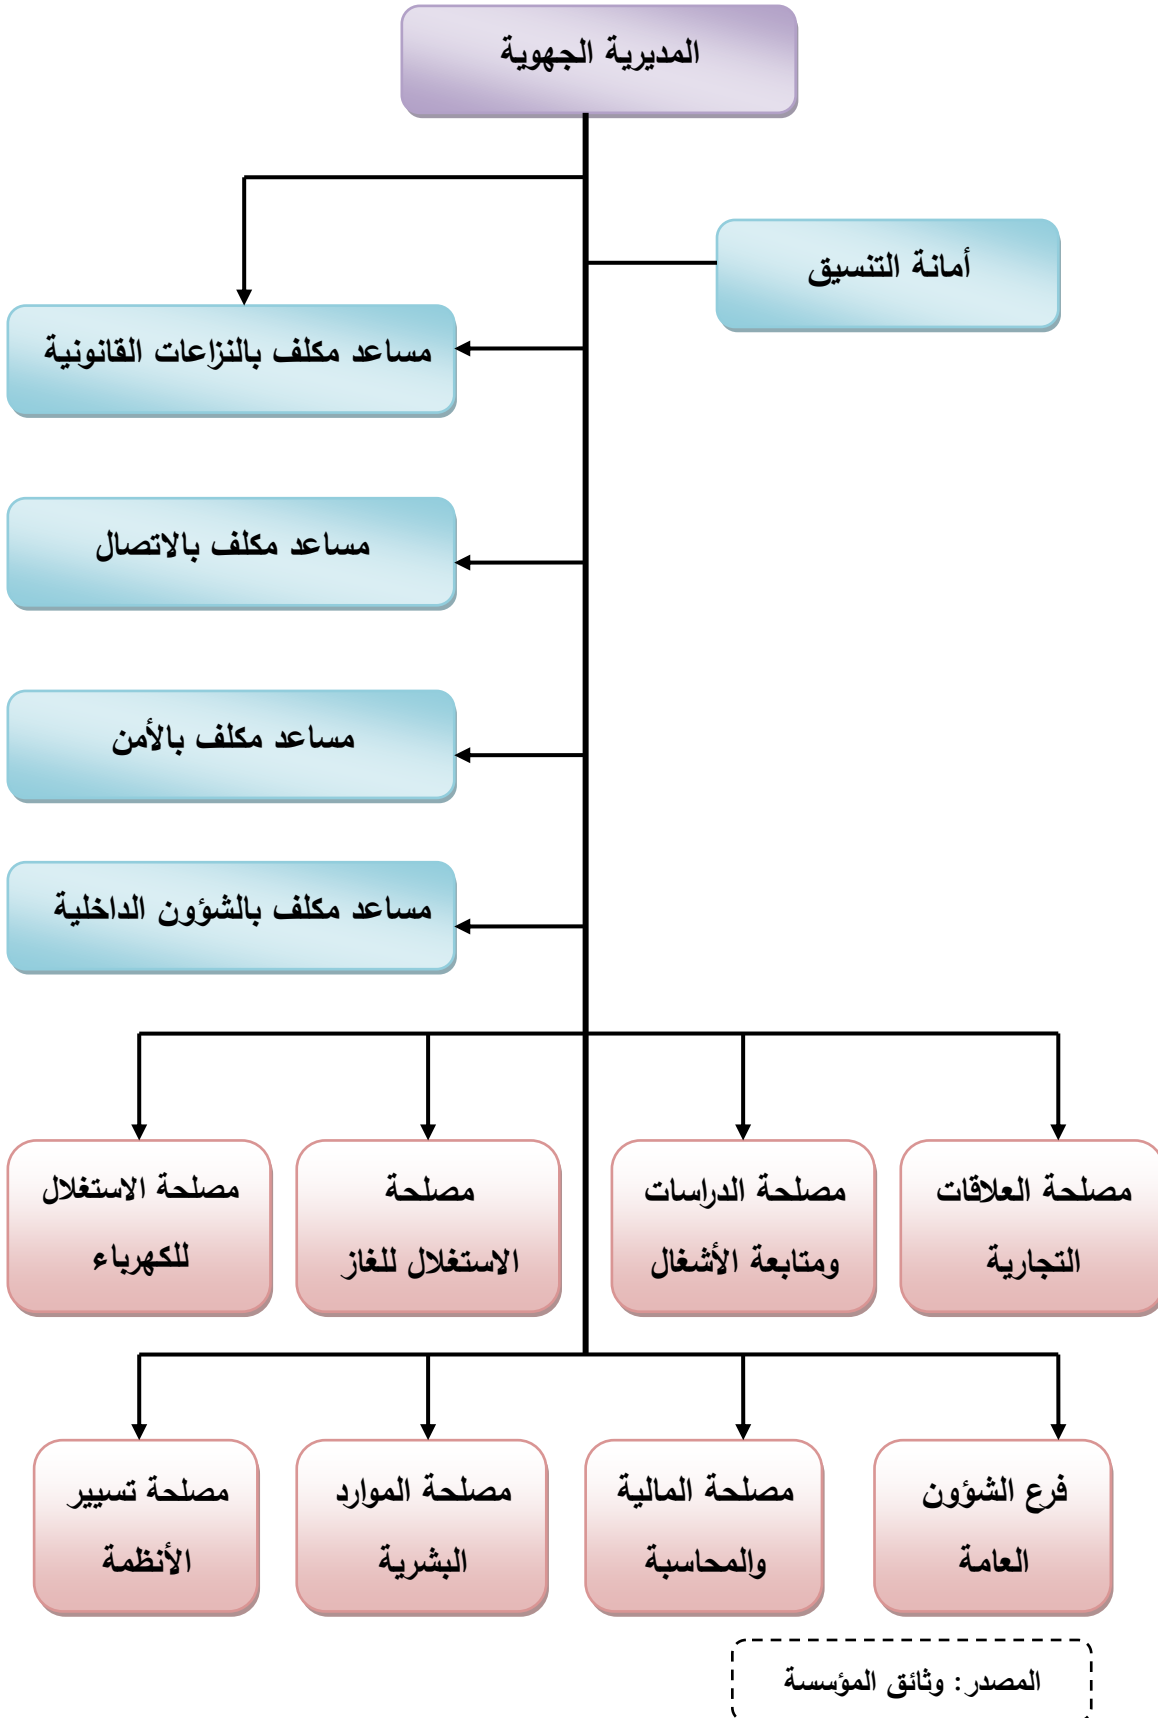 المديرية الجهوية
أمانة التنسيق
مساعد مكلف بالنزاعات القانونية
مساعد مكلف بالاتصال
مساعد مكلف بالأمن
مساعد مكلف بالشؤون الداخلية
مصلحة العلاقات
التجارية
مصلحة الدراسات
ومتابعة الأشغال
مصلحة
الاستغلال للغاز
مصلحة الاستغلال
للكهرباء
فرع الشؤون
العامة
مصلحة المالية
والمحاسبة
مصلحة الموارد
البشرية
مصلحة تسيير
الأنظمة
المصدر: وثائق المؤسسة